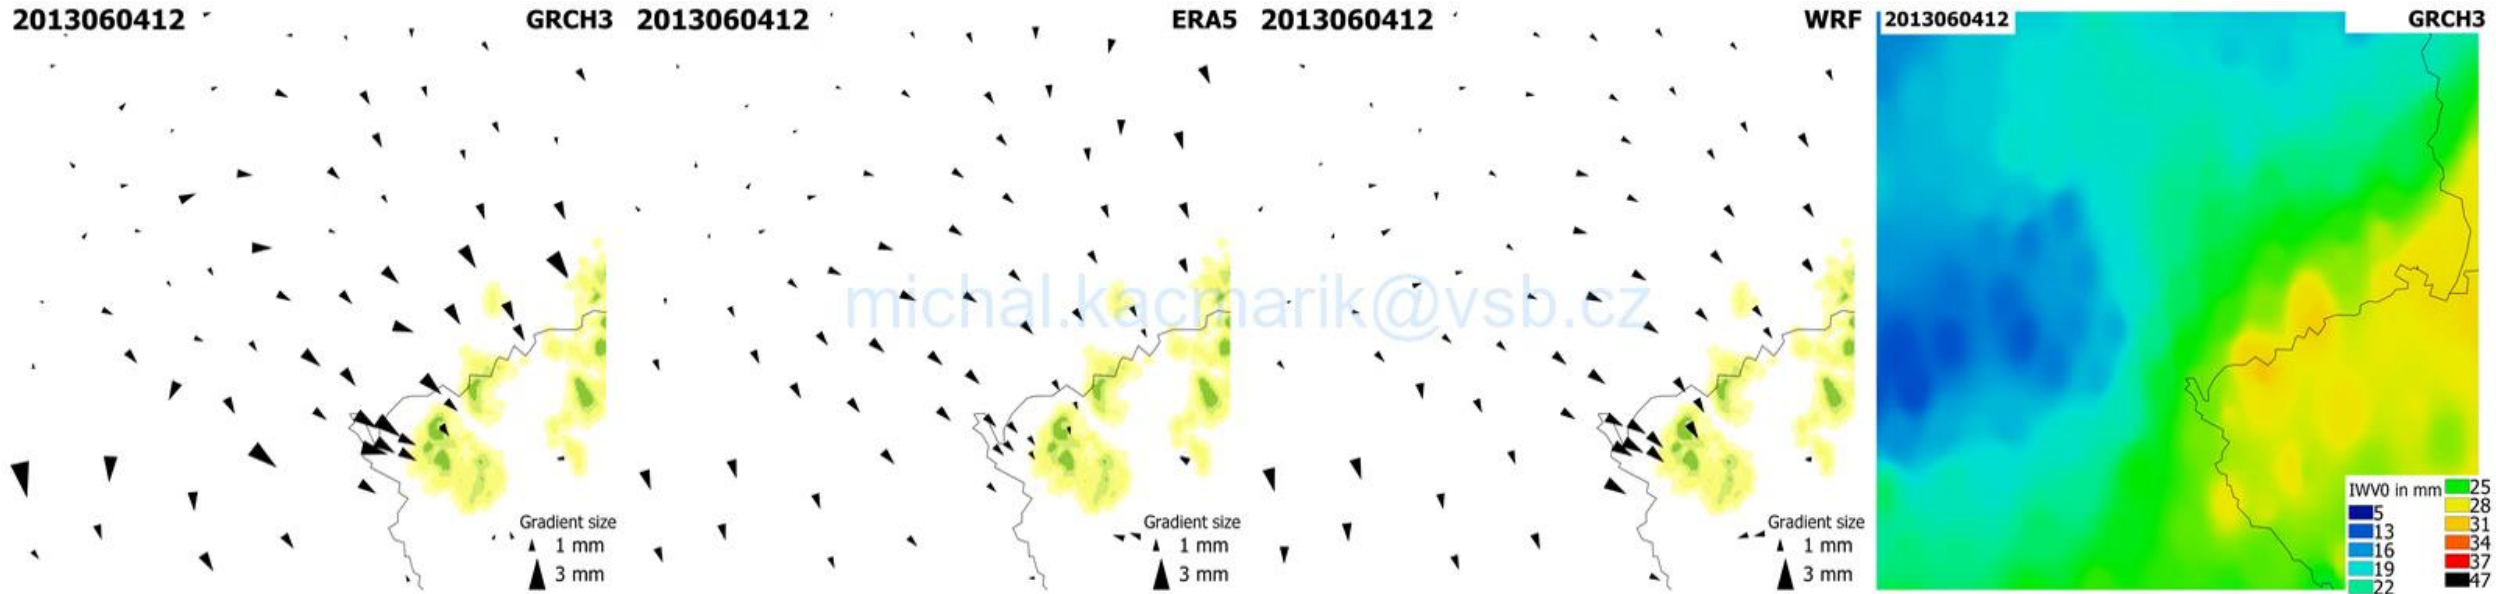 2013060412 GRCH3
2013060412 ERA5
2013060412 WRF
2013060412 GRCH3
michal.kacmarik@vsb.cz
Gradient size
1 mm
3 mm
Gradient size
1 mm
3 mm
Gradient size
1 mm
3 mm
IWV0 in mm
5
13
16
19
22
25
28
31
34
37
47